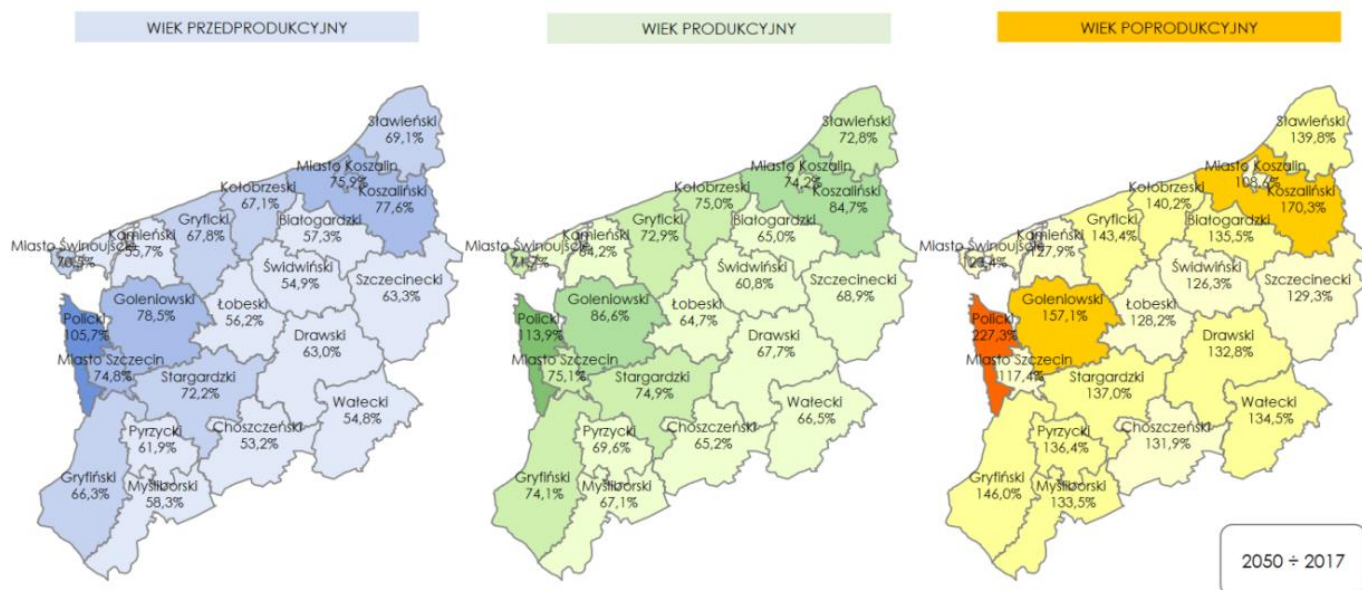 WIEK PRZEDPRODUKCYJNY
Sławieński
69,1%
Miasto Koszalin
75,9%
Koszaliński
77,6%
Kołobrzeski
67,1%
Białogardzki
57,3%
Gryficki
67,8%
Kamieński
55,7%
Miasto Świnoujście
70,5%
Świdwiński
54,9%
Szczecinecki
63,3%
Goleniowski
78,5%
Łobeski
56,2%
Policki
105,7%
Drawski
63,0%
Miasto Szczecin
74,8%
Stargardzki
72,2%
Wałecki
54,8%
Pyrzycki
61,9%
Choszczeński
53,2%
Gryfiński
66,3%
Myśliborski
58,3%
WIEK PRODUKCYJNY
Sławieński
72,8%
Miasto Koszalin
74,2%
Koszaliński
84,7%
Kołobrzeski
75,0%
Białogardzki
65,0%
Gryficki
72,9%
Kamieński
64,2%
Miasto Świnoujście
Świdwiński
60,8%
Szczecinecki
68,9%
Goleniowski
86,6%
Łobeski
64,7%
Policki
113,9%
Drawski
67,7%
Miasto Szczecin
75,1%
Stargardzki
74,9%
Wałecki
66,5%
Pyrzycki
69,6%
Choszczeński
65,2%
Gryfiński
74,1%
Myśliborski
67,1%
WIEK POPRODUKCYJNY
Sławieński
139,8%
Miasto Koszalin
Koszaliński
170,3%
Kołobrzeski
140,2%
Białogardzki
135,5%
Gryficki
143,4%
Kamieński
127,9%
Miasto Świnoujście
Świdwiński
126,3%
Szczecinecki
129,3%
Goleniowski
157,1%
Łobeski
128,2%
Policki
227,3%
Drawski
132,8%
Miasto Szczecin
117,4%
Stargardzki
137,0%
Wałecki
134,5%
Pyrzycki
136,4%
Choszczeński
131,9%
Gryfiński
146,0%
Myśliborski
133,5%
2050 ÷ 2017